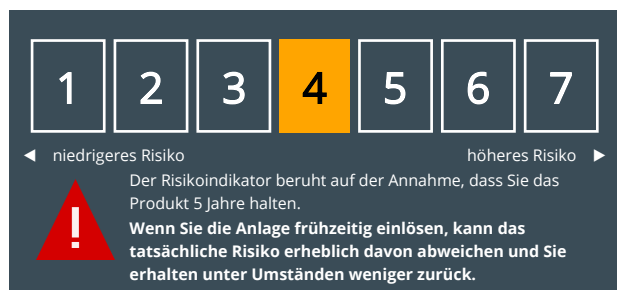 1 2 3 4 5 6 7
niedrigeres Risiko höheres Risiko
Der Risikoindikator beruht auf der Annahme, dass Sie das
Produkt 5 Jahre halten.
Wenn Sie die Anlage frühzeitig einlösen, kann das
tatsächliche Risiko erheblich davon abweichen und Sie
erhalten unter Umständen weniger zurück.
!